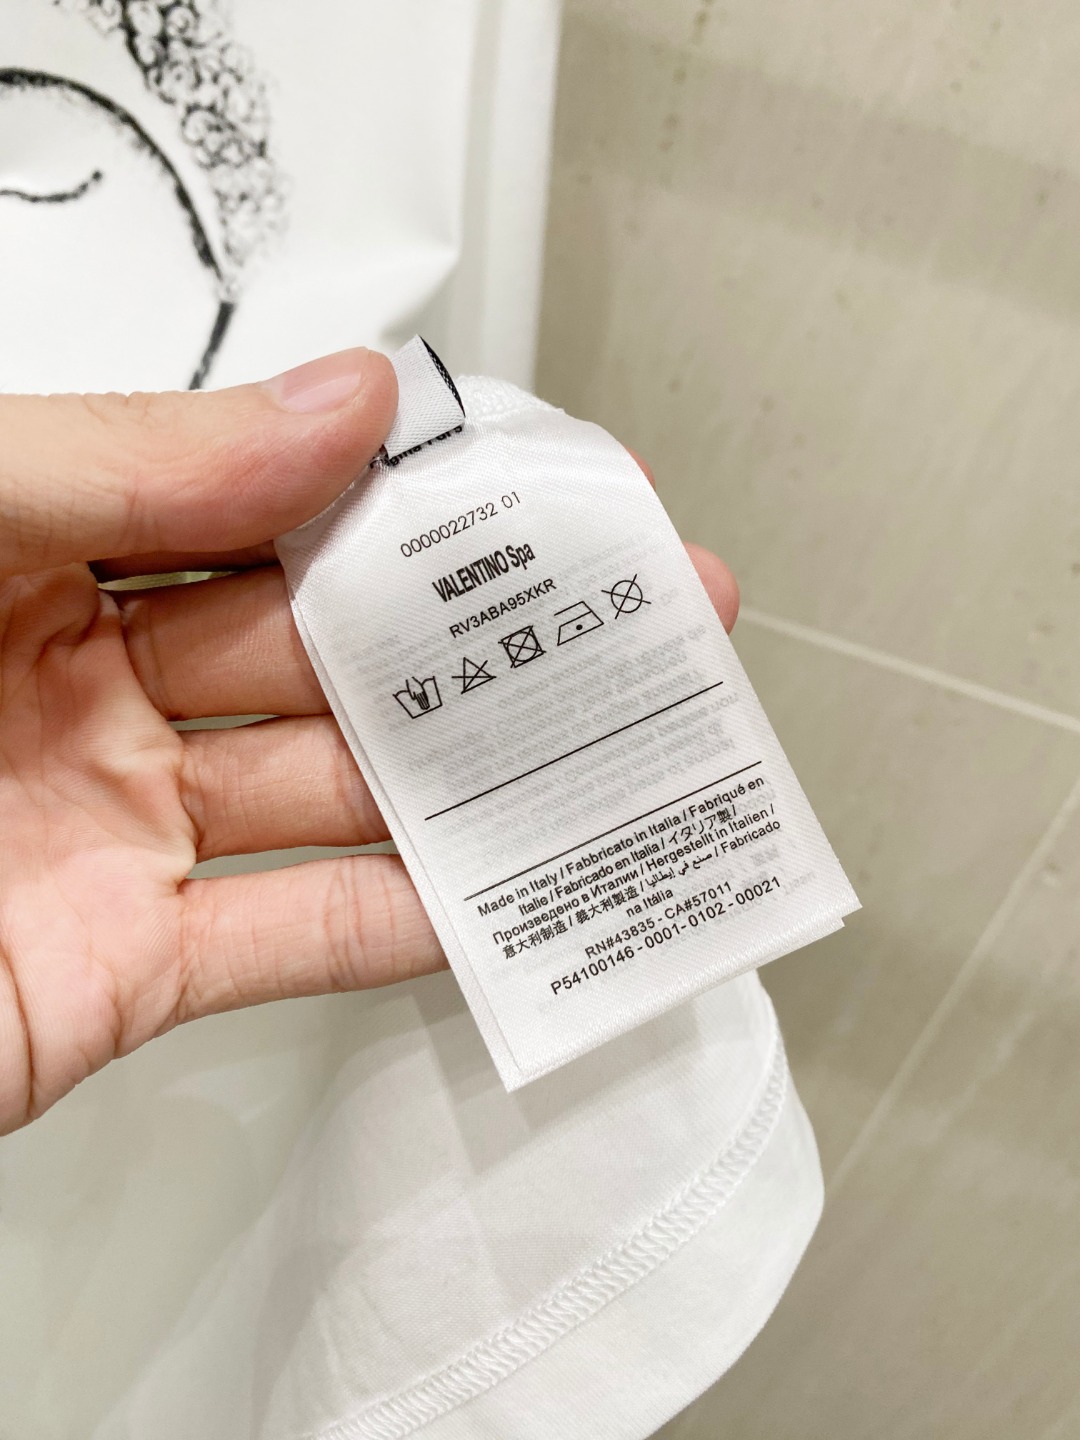 0000022732 01
VALENTINO Spa
RV3ABA95XKR
Made in Italy / Fabbricato in Italia / Fabriqué en
Italie / Fabricado en Italia / イタリア製 /
Произведено в Италии / Hergestellt in Italien /
意大利制造 / 義大利製造 / صنع في إيطاليا / Fabricado
na Itália
RN#43835 - CA#57011
P54100146 - 0001- 0102 - 00021